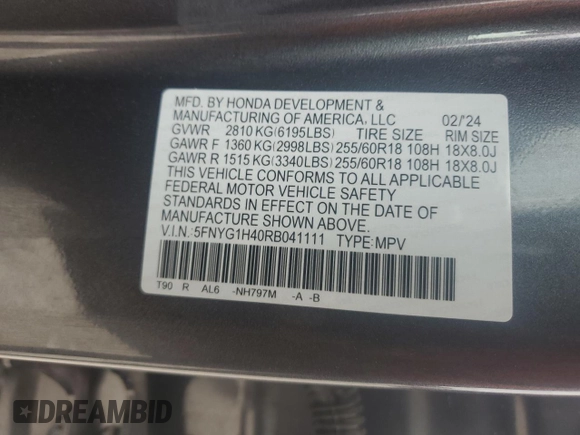 MFD. BY HONDA DEVELOPMENT &
MANUFACTURING OF AMERICA, LLC 02/'24
GVWR 2810 KG(6195LBS) TIRE SIZE RIM SIZE
GAWR F 1360 KG(2998LBS) 255/60R18 108H 18X8.0J
GAWR R 1515 KG(3340LBS) 255/60R18 108H 18X8.0J
THIS VEHICLE CONFORMS TO ALL APPLICABLE
FEDERAL MOTOR VEHICLE SAFETY
STANDARDS IN EFFECT ON THE DATE OF
MANUFACTURE SHOWN ABOVE.
V.I.N.:5FNYG1H40RB041111 TYPE:MPV
T90 R AL6 -NH797M -A -B
DREAMBID